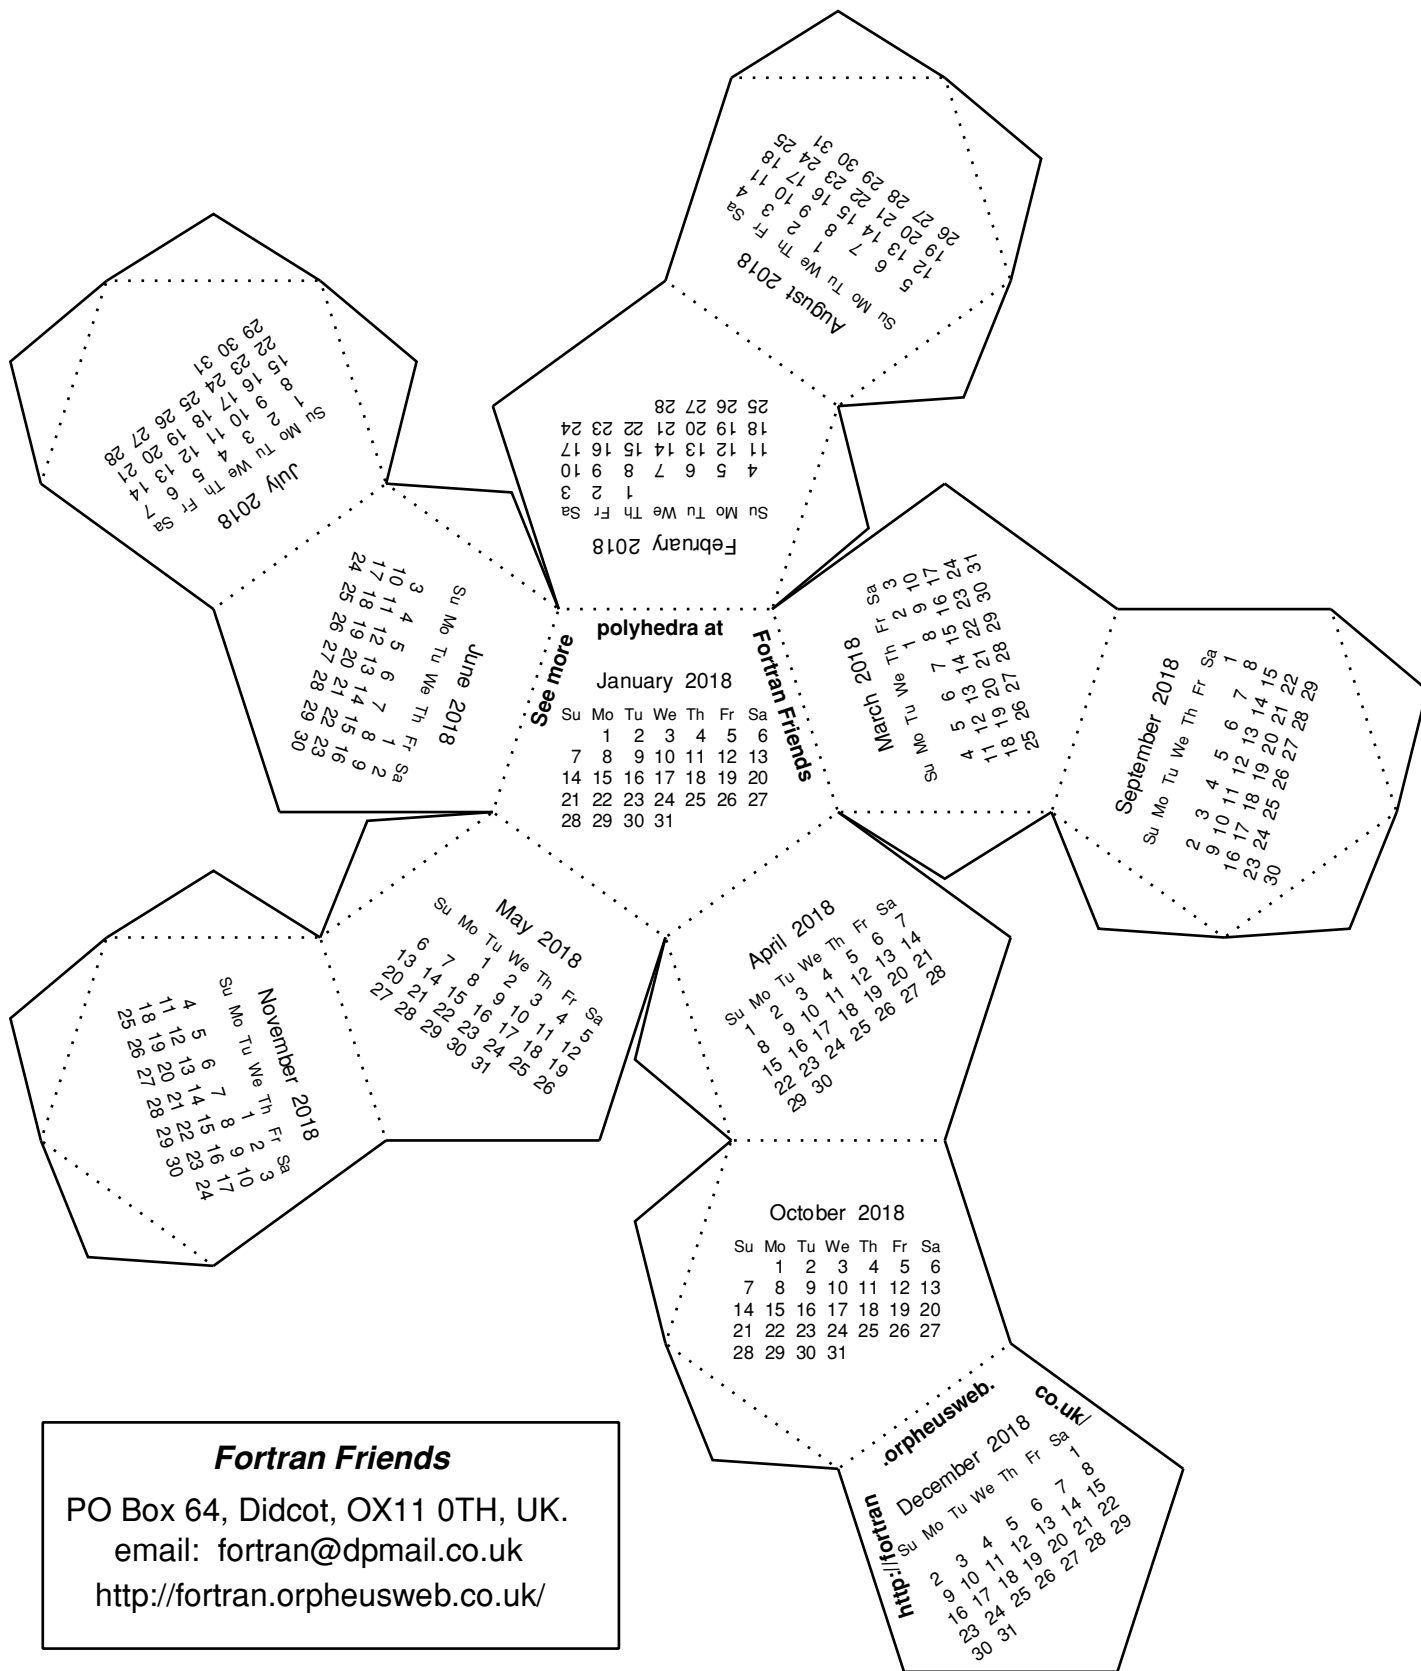 August 2018
Su Mo Tu We Th Fr Sa
1 2 3 4
5 6 7 8 9 10 11
12 13 14 15 16 17 18
19 20 21 22 23 24 25
26 27 28 29 30 31
July 2018
Su Mo Tu We Th Fr Sa
1 2 3 4 5 6 7
8 9 10 11 12 13 14
15 16 17 18 19 20 21
22 23 24 25 26 27 28
29 30 31
February 2018
Su Mo Tu We Th Fr Sa
1 2 3
4 5 6 7 8 9 10
11 12 13 14 15 16 17
18 19 20 21 22 23 24
25 26 27 28
June 2018
Su Mo Tu We Th Fr Sa
1 2
3 4 5 6 7 8 9
10 11 12 13 14 15 16
17 18 19 20 21 22 23
24 25 26 27 28 29 30
See more
polyhedra at
Fortran Friends
January 2018
Su Mo Tu We Th Fr Sa
1 2 3 4 5 6
7 8 9 10 11 12 13
14 15 16 17 18 19 20
21 22 23 24 25 26 27
28 29 30 31
March 2018
Su Mo Tu We Th Fr Sa
1 2 3
4 5 6 7 8 9 10
11 12 13 14 15 16 17
18 19 20 21 22 23 24
25 26 27 28 29 30 31
September 2018
Su Mo Tu We Th Fr Sa
1
2 3 4 5 6 7 8
9 10 11 12 13 14 15
16 17 18 19 20 21 22
23 24 25 26 27 28 29
30
May 2018
Su Mo Tu We Th Fr Sa
1 2 3 4 5
6 7 8 9 10 11 12
13 14 15 16 17 18 19
20 21 22 23 24 25 26
27 28 29 30 31
April 2018
Su Mo Tu We Th Fr Sa
1 2 3 4 5 6 7
8 9 10 11 12 13 14
15 16 17 18 19 20 21
22 23 24 25 26 27 28
29 30
November 2018
Su Mo Tu We Th Fr Sa
1 2 3
4 5 6 7 8 9 10
11 12 13 14 15 16 17
18 19 20 21 22 23 24
25 26 27 28 29 30
October 2018
Su Mo Tu We Th Fr Sa
1 2 3 4 5 6
7 8 9 10 11 12 13
14 15 16 17 18 19 20
21 22 23 24 25 26 27
28 29 30 31
http://fortran
.orpheusweb.
co.uk/
December 2018
Su Mo Tu We Th Fr Sa
1
2 3 4 5 6 7 8
9 10 11 12 13 14 15
16 17 18 19 20 21 22
23 24 25 26 27 28 29
30 31
Fortran Friends
PO Box 64, Didcot, OX11 0TH, UK.
email: fortran@dpmail.co.uk
http://fortran.orpheusweb.co.uk/